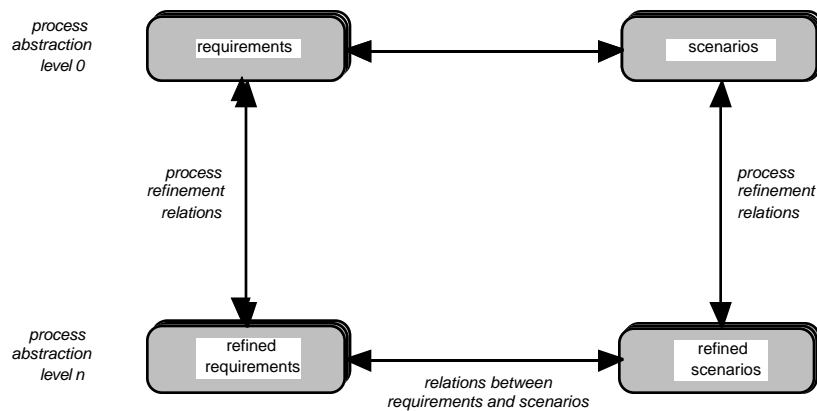 process
abstraction
level 0
requirements
scenarios
process
refinement
relations
process
refinement
relations
process
abstraction
level n
refined
requirements
refined
scenarios
relations between
requirements and scenarios